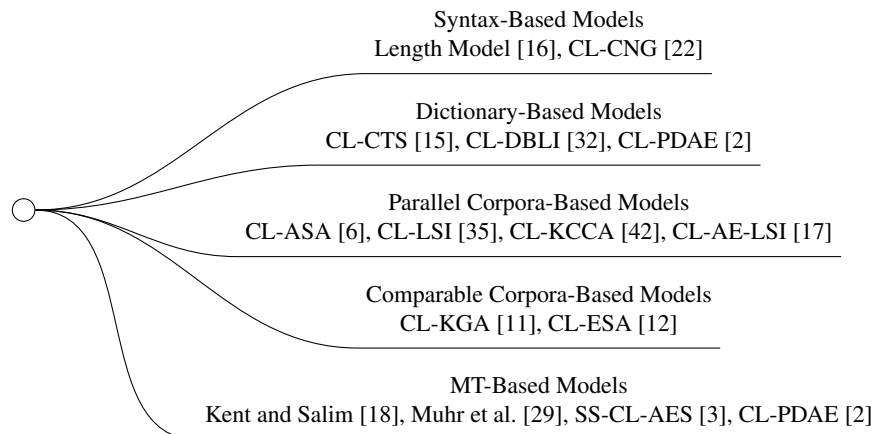 Syntax-Based Models
Length Model [16], CL-CNG [22]
Dictionary-Based Models
CL-CTS [15], CL-DBLI [32], CL-PDAE [2]
Parallel Corpora-Based Models
CL-ASA [6], CL-LSI [35], CL-KCCA [42], CL-AE-LSI [17]
Comparable Corpora-Based Models
CL-KGA [11], CL-ESA [12]
MT-Based Models
Kent and Salim [18], Muhr et al. [29], SS-CL-AES [3], CL-PDAE [2]